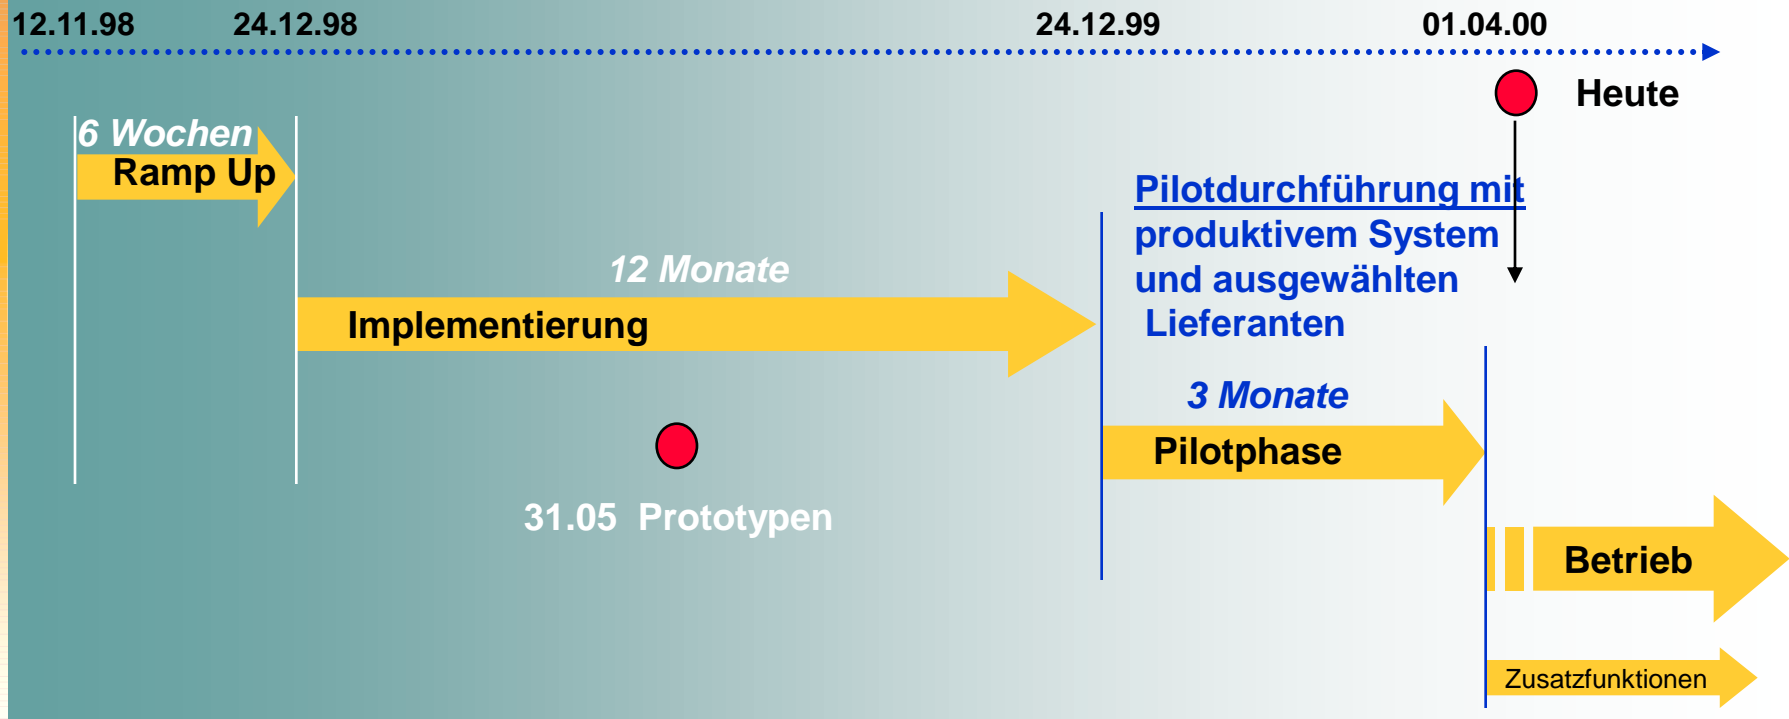 12.11.98 24.12.98 24.12.99 01.04.00
Heute
6 Wochen
Ramp Up
Pilotdurchführung mit
produktivem System
und ausgewählten
Lieferanten
12 Monate
Implementierung
3 Monate
Pilotphase
31.05 Prototypen
Betrieb
Zusatzfunktionen